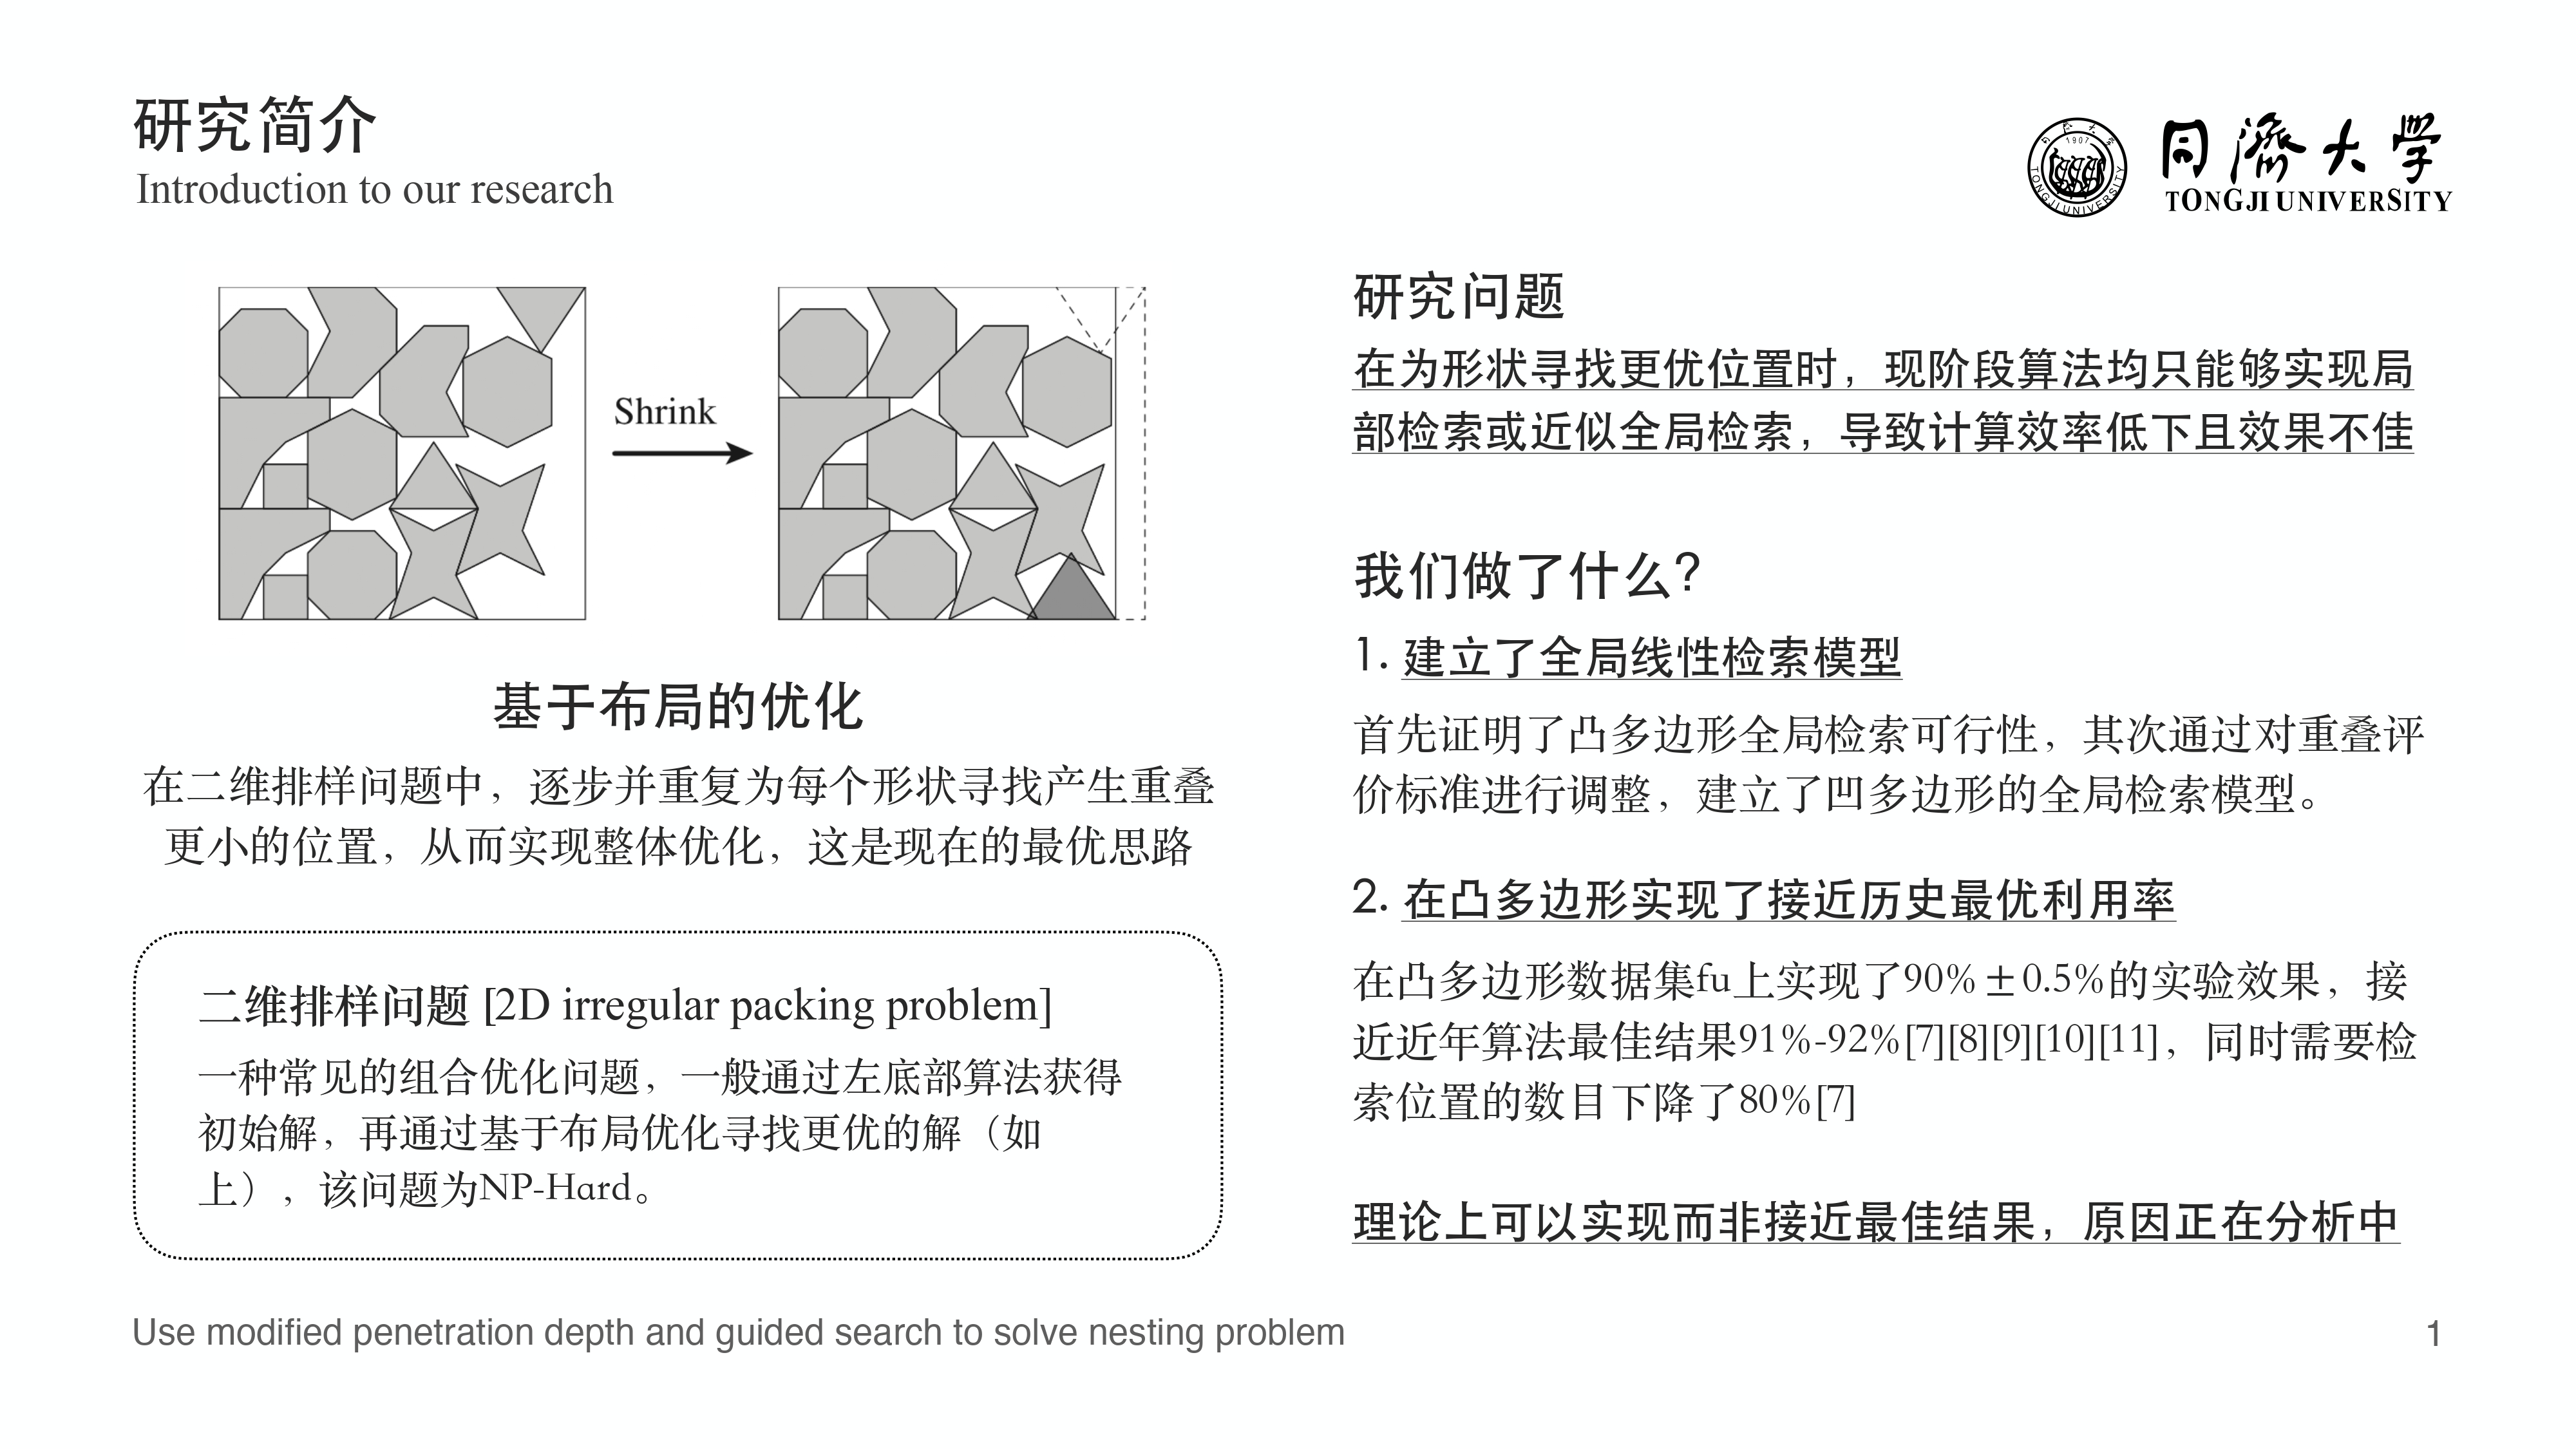 研究简介
Introduction to our research
1907
TONGJI UNIVERSITY
同濟大学
TONGJI UNIVERSITY
Shrink
基于布局的优化
在二维排样问题中，逐步并重复为每个形状寻找产生重叠
更小的位置，从而实现整体优化，这是现在的最优思路
二维排样问题 [2D irregular packing problem]
一种常见的组合优化问题，一般通过左底部算法获得
初始解，再通过基于布局优化寻找更优的解（如
上），该问题为NP-Hard。
研究问题
在为形状寻找更优位置时，现阶段算法均只能够实现局
部检索或近似全局检索，导致计算效率低下且效果不佳
我们做了什么？
1. 建立了全局线性检索模型
首先证明了凸多边形全局检索可行性，其次通过对重叠评
价标准进行调整，建立了凹多边形的全局检索模型。
2. 在凸多边形实现了接近历史最优利用率
在凸多边形数据集fu上实现了90%±0.5%的实验效果，接
近近年算法最佳结果91%-92%[7][8][9][10][11]，同时需要检
索位置的数目下降了80%[7]
理论上可以实现而非接近最佳结果，原因正在分析中
Use modified penetration depth and guided search to solve nesting problem
1